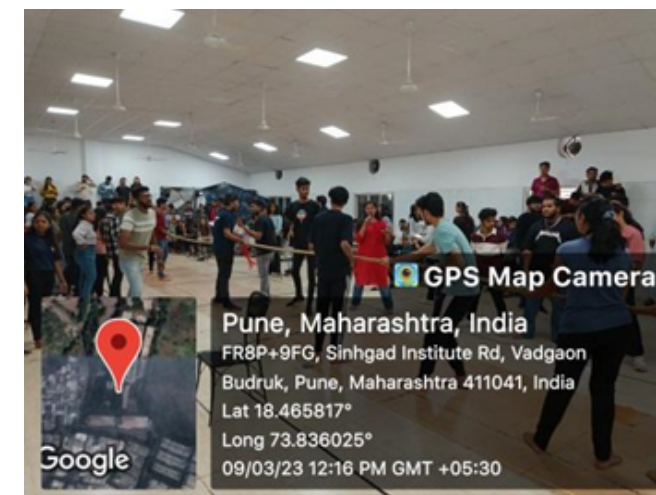 GPS Map Camera
Pune, Maharashtra, India
FR8P+9FG, Sinhgad Institute Rd, Vadgaon
Budruk, Pune, Maharashtra 411041, India
Lat 18.465817°
Long 73.836025°
09/03/23 12:16 PM GMT +05:30
Google